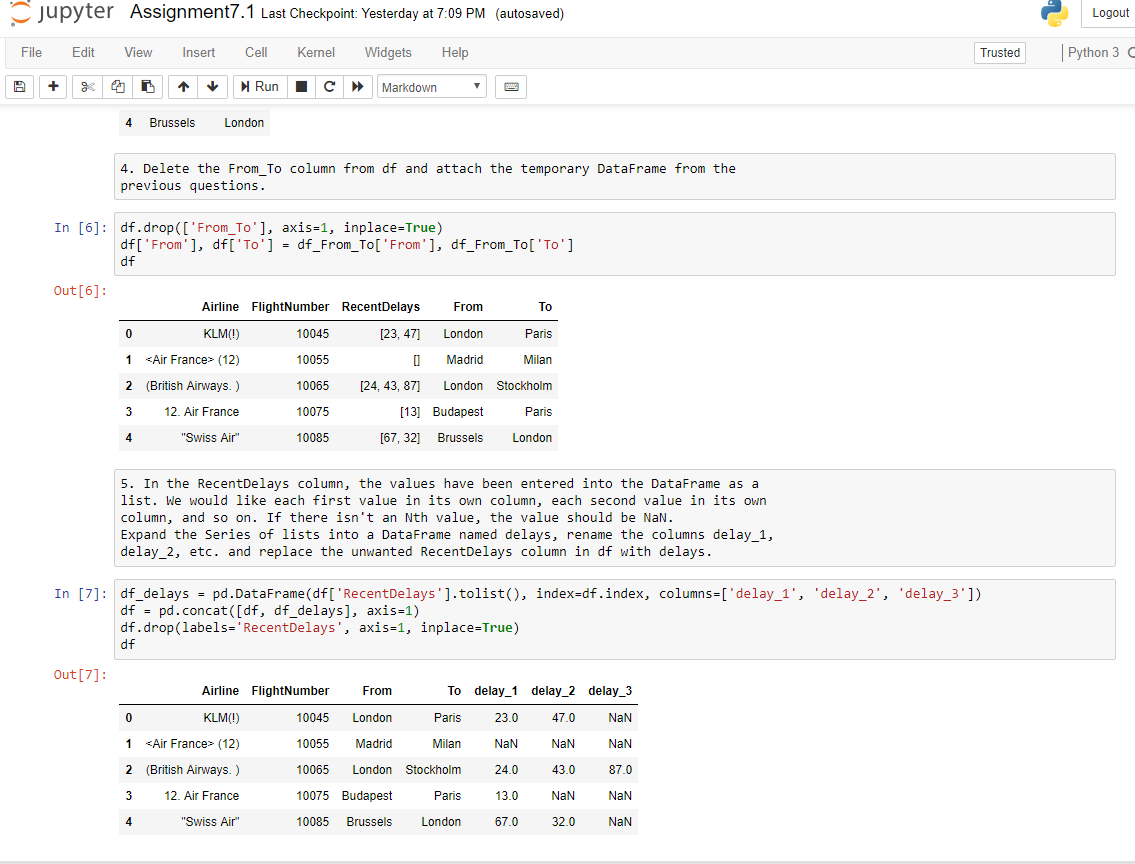 jupyter Assignment7.1 Last Checkpoint: Yesterday at 7:09 PM (autosaved) Logout
File Edit View Insert Cell Kernel Widgets Help Trusted Python 3
Run Markdown
4 Brussels London
4. Delete the From_To column from df and attach the temporary DataFrame from the
previous questions.
In [6]: df.drop(['From_To'], axis=1, inplace=True)
df['From'], df['To'] = df_From_To['From'], df_From_To['To']
df
Out[6]:
Airline FlightNumber RecentDelays From To
0 KLM(!) 10045 [23, 47] London Paris
1 <Air France> (12) 10055 [] Madrid Milan
2 (British Airways. ) 10065 [24, 43, 87] London Stockholm
3 12. Air France 10075 [13] Budapest Paris
4 "Swiss Air" 10085 [67, 32] Brussels London
5. In the RecentDelays column, the values have been entered into the DataFrame as a
list. We would like each first value in its own column, each second value in its own
column, and so on. If there isn't an Nth value, the value should be NaN.
Expand the Series of lists into a DataFrame named delays, rename the columns delay_1,
delay_2, etc. and replace the unwanted RecentDelays column in df with delays.
In [7]: df_delays = pd.DataFrame(df['RecentDelays'].tolist(), index=df.index, columns=['delay_1', 'delay_2', 'delay_3'])
df = pd.concat([df, df_delays], axis=1)
df.drop(labels='RecentDelays', axis=1, inplace=True)
df
Out[7]:
Airline FlightNumber From To delay_1 delay_2 delay_3
0 KLM(!) 10045 London Paris 23.0 47.0 NaN
1 <Air France> (12) 10055 Madrid Milan NaN NaN NaN
2 (British Airways. ) 10065 London Stockholm 24.0 43.0 87.0
3 12. Air France 10075 Budapest Paris 13.0 NaN NaN
4 "Swiss Air" 10085 Brussels London 67.0 32.0 NaN